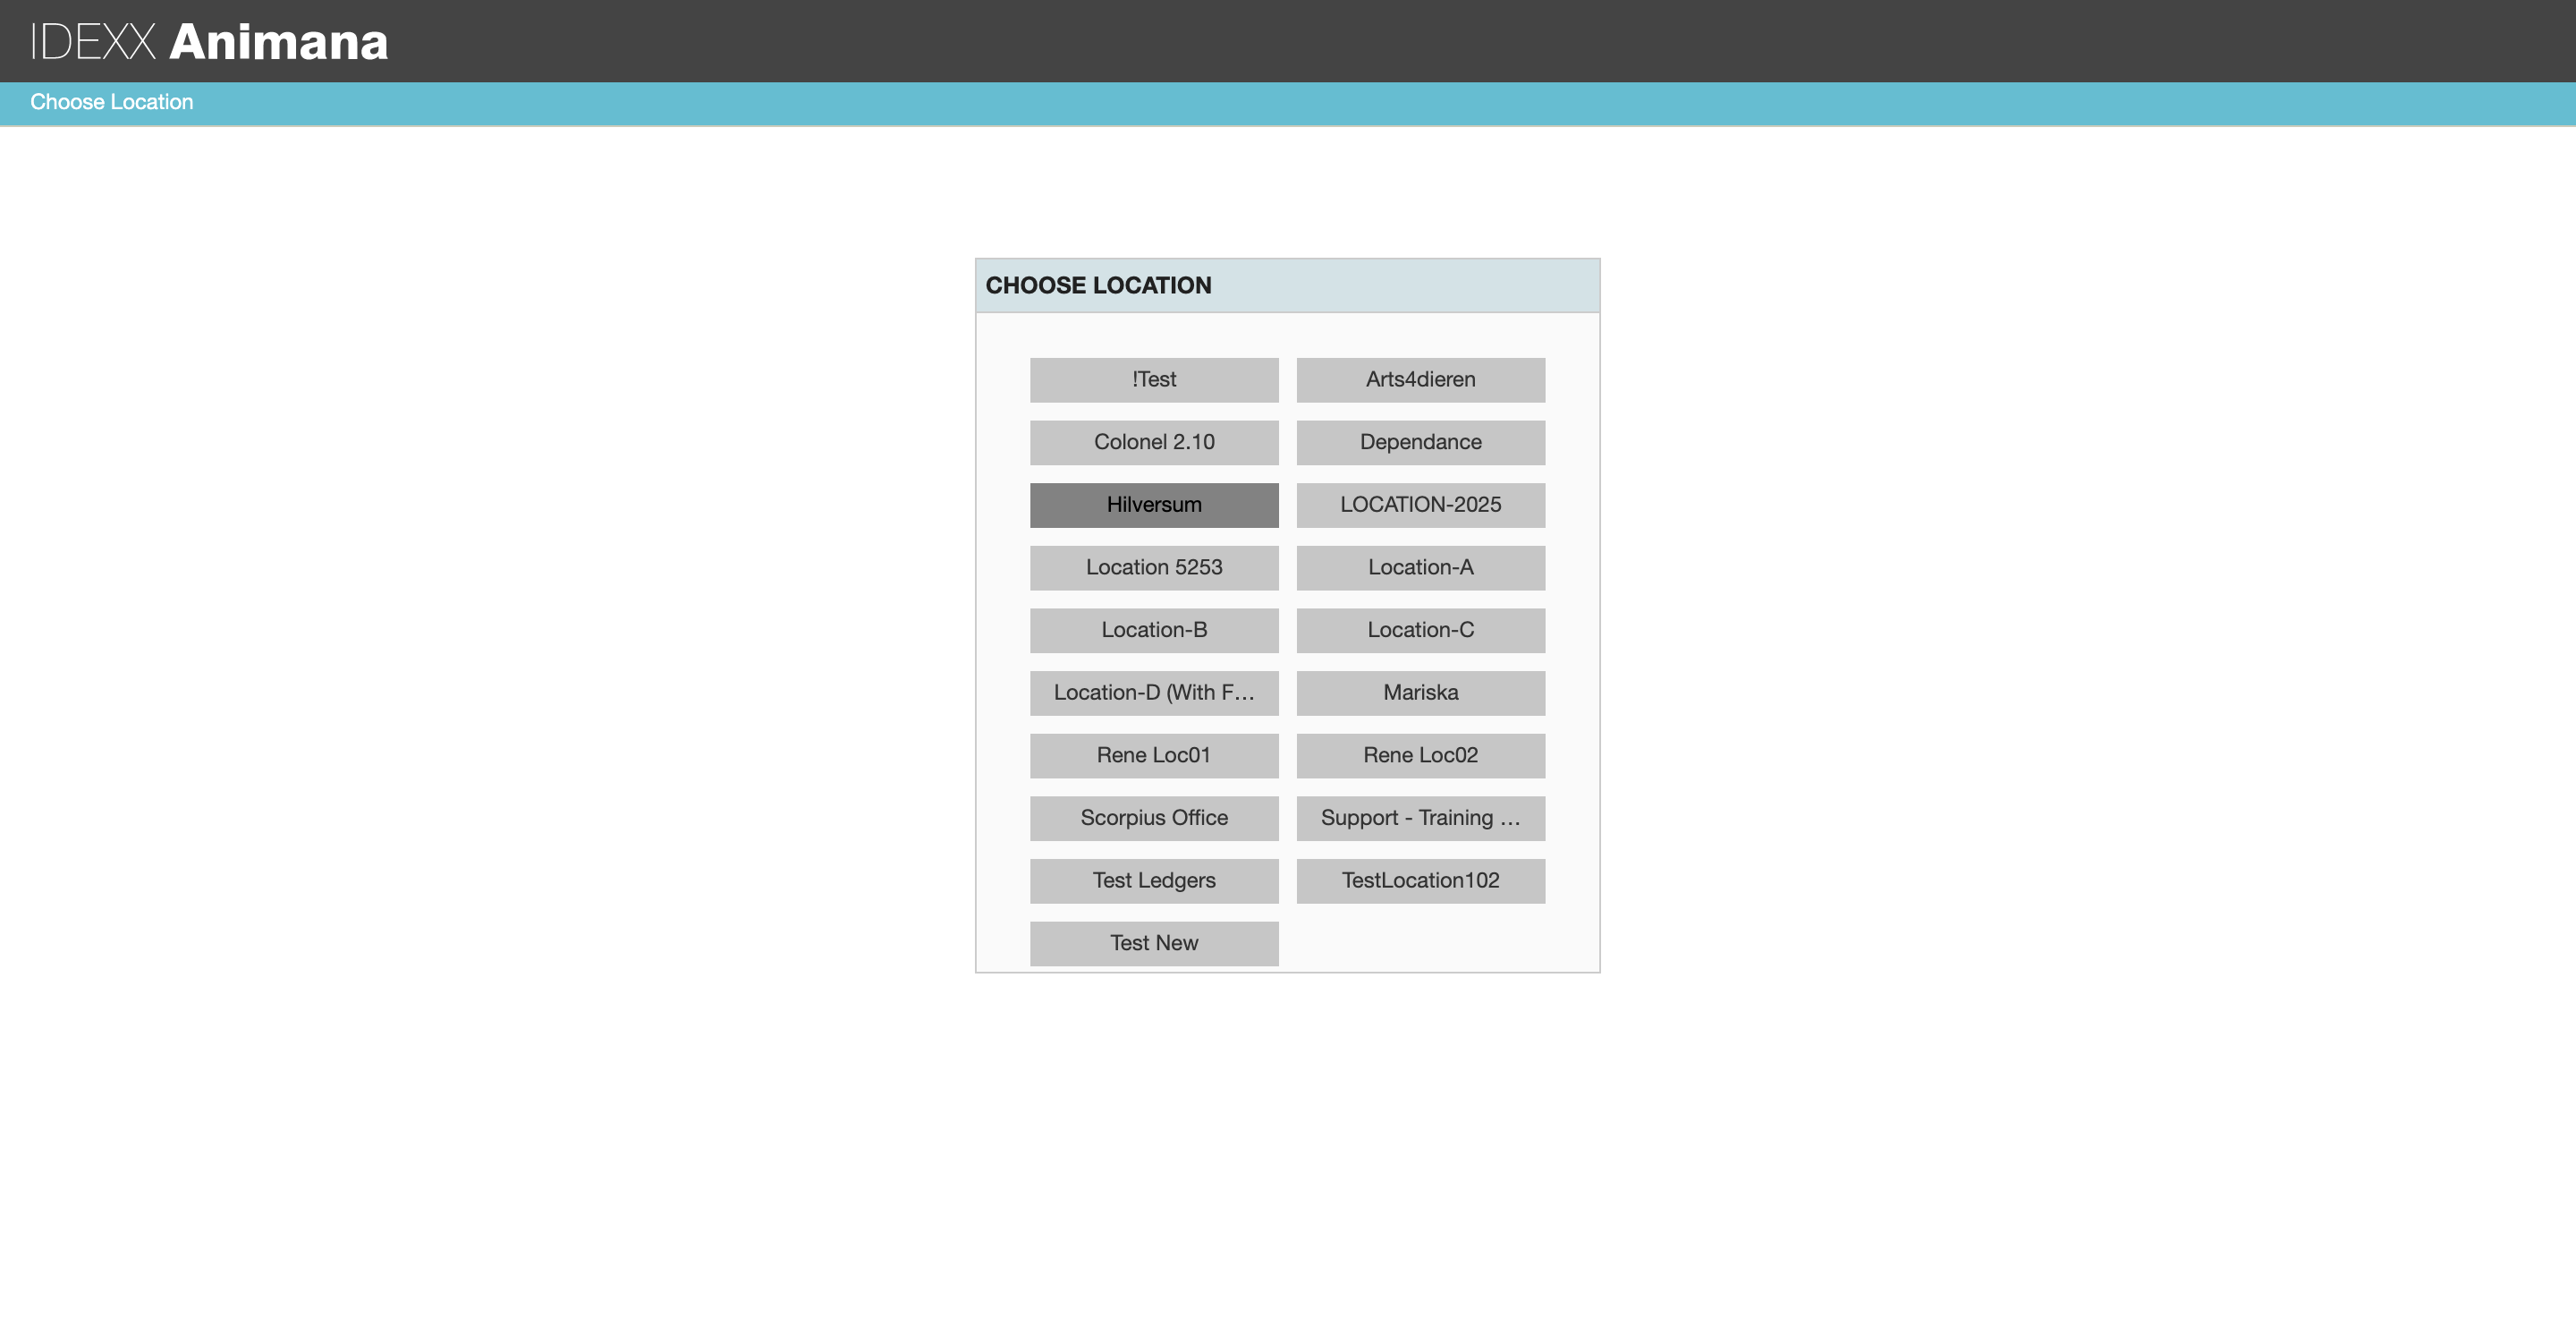 IDEXX Animana
Choose Location
CHOOSE LOCATION
!Test
Arts4dieren
Colonel 2.10
Dependance
Hilversum
LOCATION-2025
Location 5253
Location-A
Location-B
Location-C
Location-D (With F...
Mariska
Rene Loc01
Rene Loc02
Scorpius Office
Support - Training ...
Test Ledgers
TestLocation102
Test New